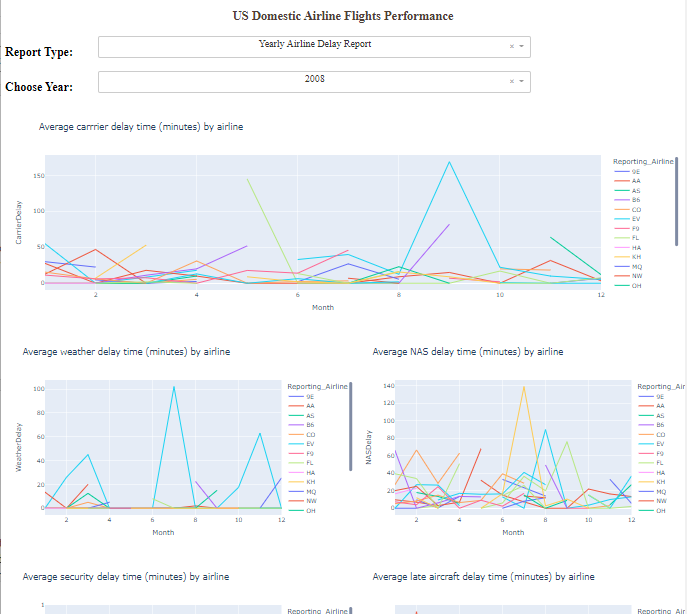 US Domestic Airline Flights Performance
Report Type:
Yearly Airline Delay Report
Choose Year:
2008
Average carrrier delay time (minutes) by airline
CarrierDelay
150
100
50
0
2 4 6 8 10 12
Month
Reporting_Airline
9E
AA
AS
B6
CO
EV
F9
FL
HA
KH
MQ
NW
OH
Average weather delay time (minutes) by airline
WeatherDelay
100
80
60
40
20
0
2 4 6 8 10 12
Month
Reporting_Airline
9E
AA
AS
B6
CO
EV
F9
FL
HA
KH
MQ
NW
OH
Average NAS delay time (minutes) by airline
NASDelay
140
120
100
80
60
40
20
0
2 4 6 8 10 12
Month
Reporting_Air
9E
AA
AS
B6
CO
EV
F9
FL
HA
KH
MQ
NW
OH
Average security delay time (minutes) by airline
1
Reporting_Airline
Average late aircraft delay time (minutes) by airline
Reporting_Air